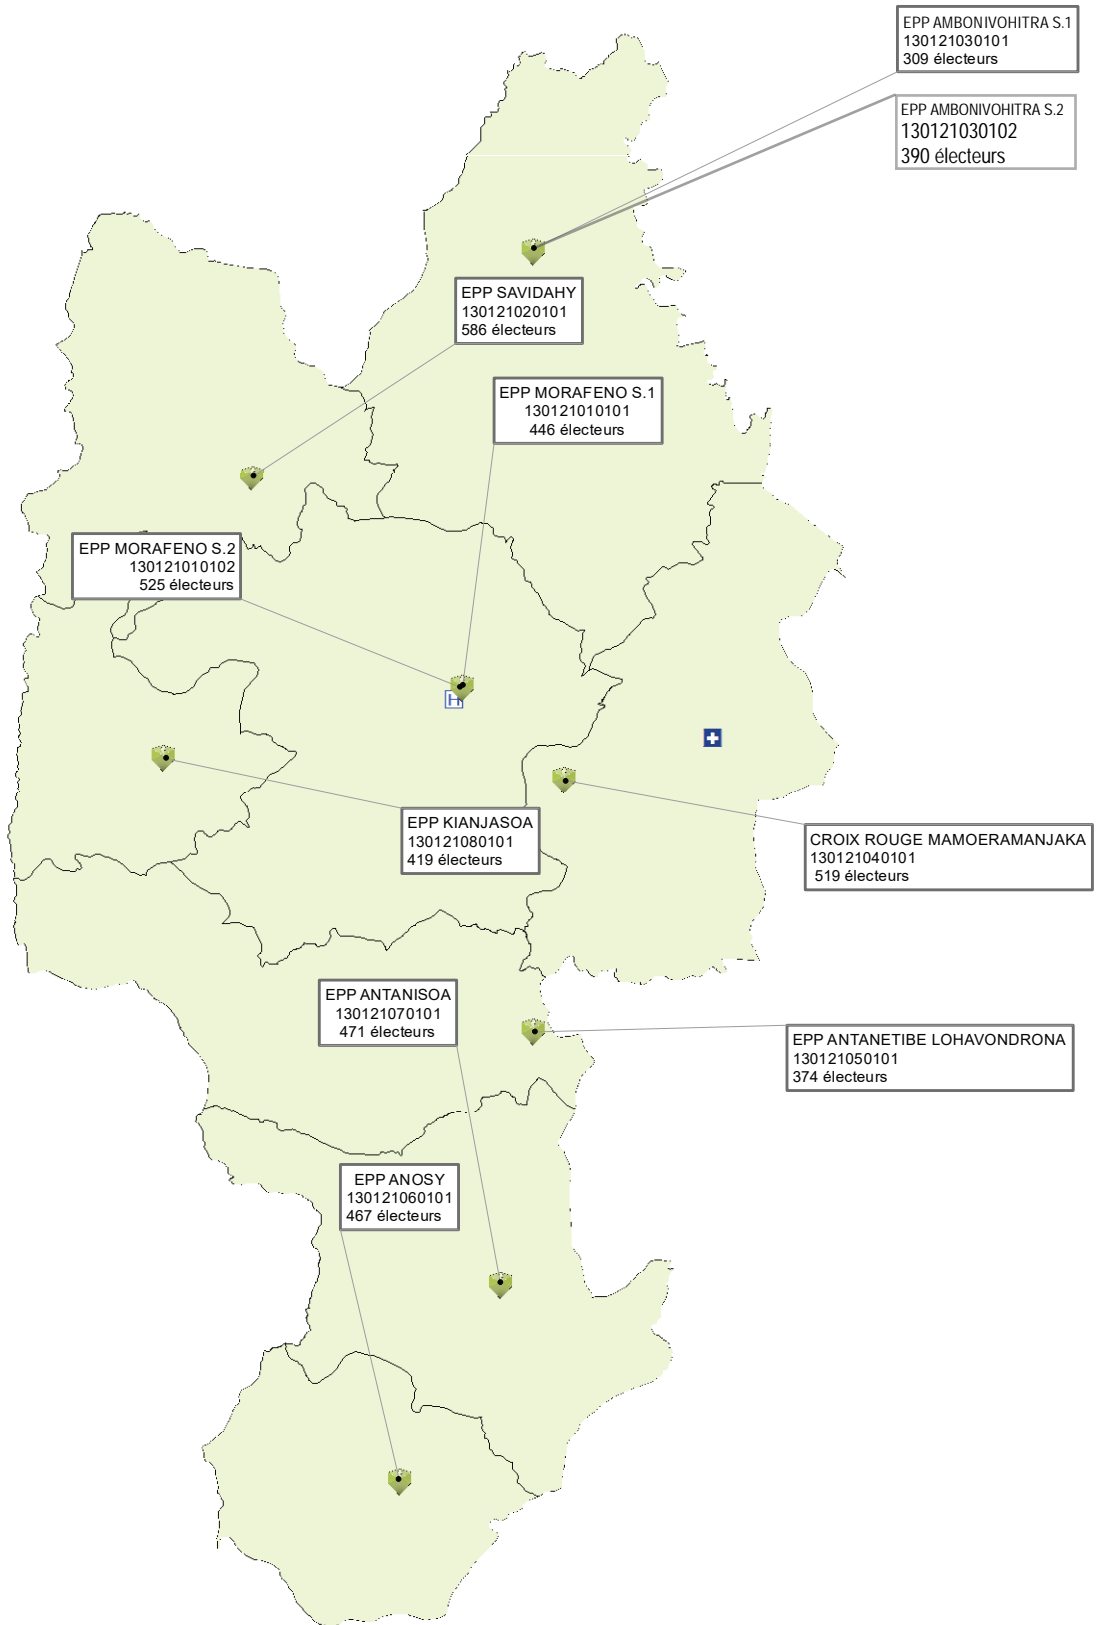 EPP AMBONIVOHITRA S.1
130121030101
309 électeurs
EPP AMBONIVOHITRA S.2
130121030102
390 électeurs
EPP SAVIDAHY
130121020101
586 électeurs
EPP MORAFENO S.1
130121010101
446 électeurs
EPP MORAFENO S.2
130121010102
525 électeurs
H
EPP KIANJASOA
130121080101
419 électeurs
CROIX ROUGE MAMOERAMANJAKA
130121040101
519 électeurs
EPP ANTANISOA
130121070101
471 électeurs
EPP ANTANETIBE LOHAVONDRONA
130121050101
374 électeurs
EPP ANOSY
130121060101
467 électeurs